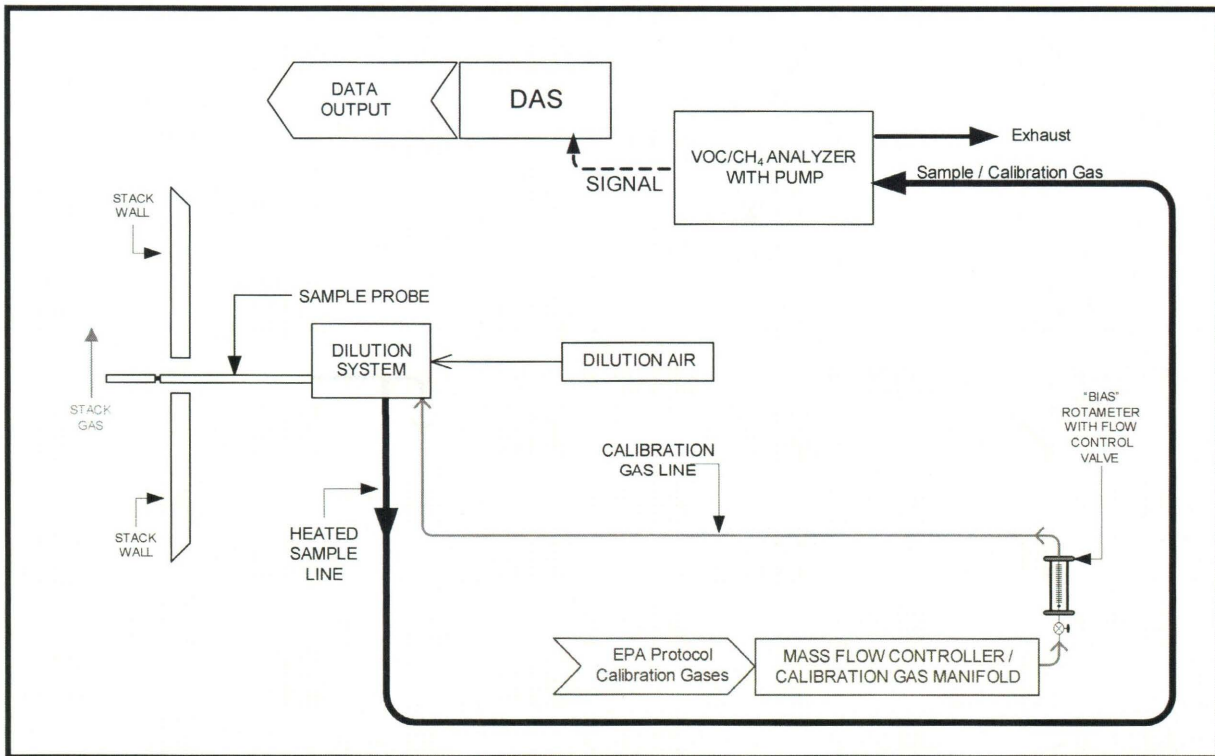 DATA
OUTPUT
DAS
VOC/CH₄ ANALYZER
WITH PUMP
Exhaust
Sample / Calibration Gas
SIGNAL
STACK
WALL
SAMPLE PROBE
DILUTION
SYSTEM
DILUTION AIR
STACK
GAS
"BIAS"
ROTAMETER
WITH FLOW
CONTROL
VALVE
CALIBRATION
GAS LINE
STACK
WALL
HEATED
SAMPLE
LINE
EPA Protocol
Calibration Gases
MASS FLOW CONTROLLER /
CALIBRATION GAS MANIFOLD